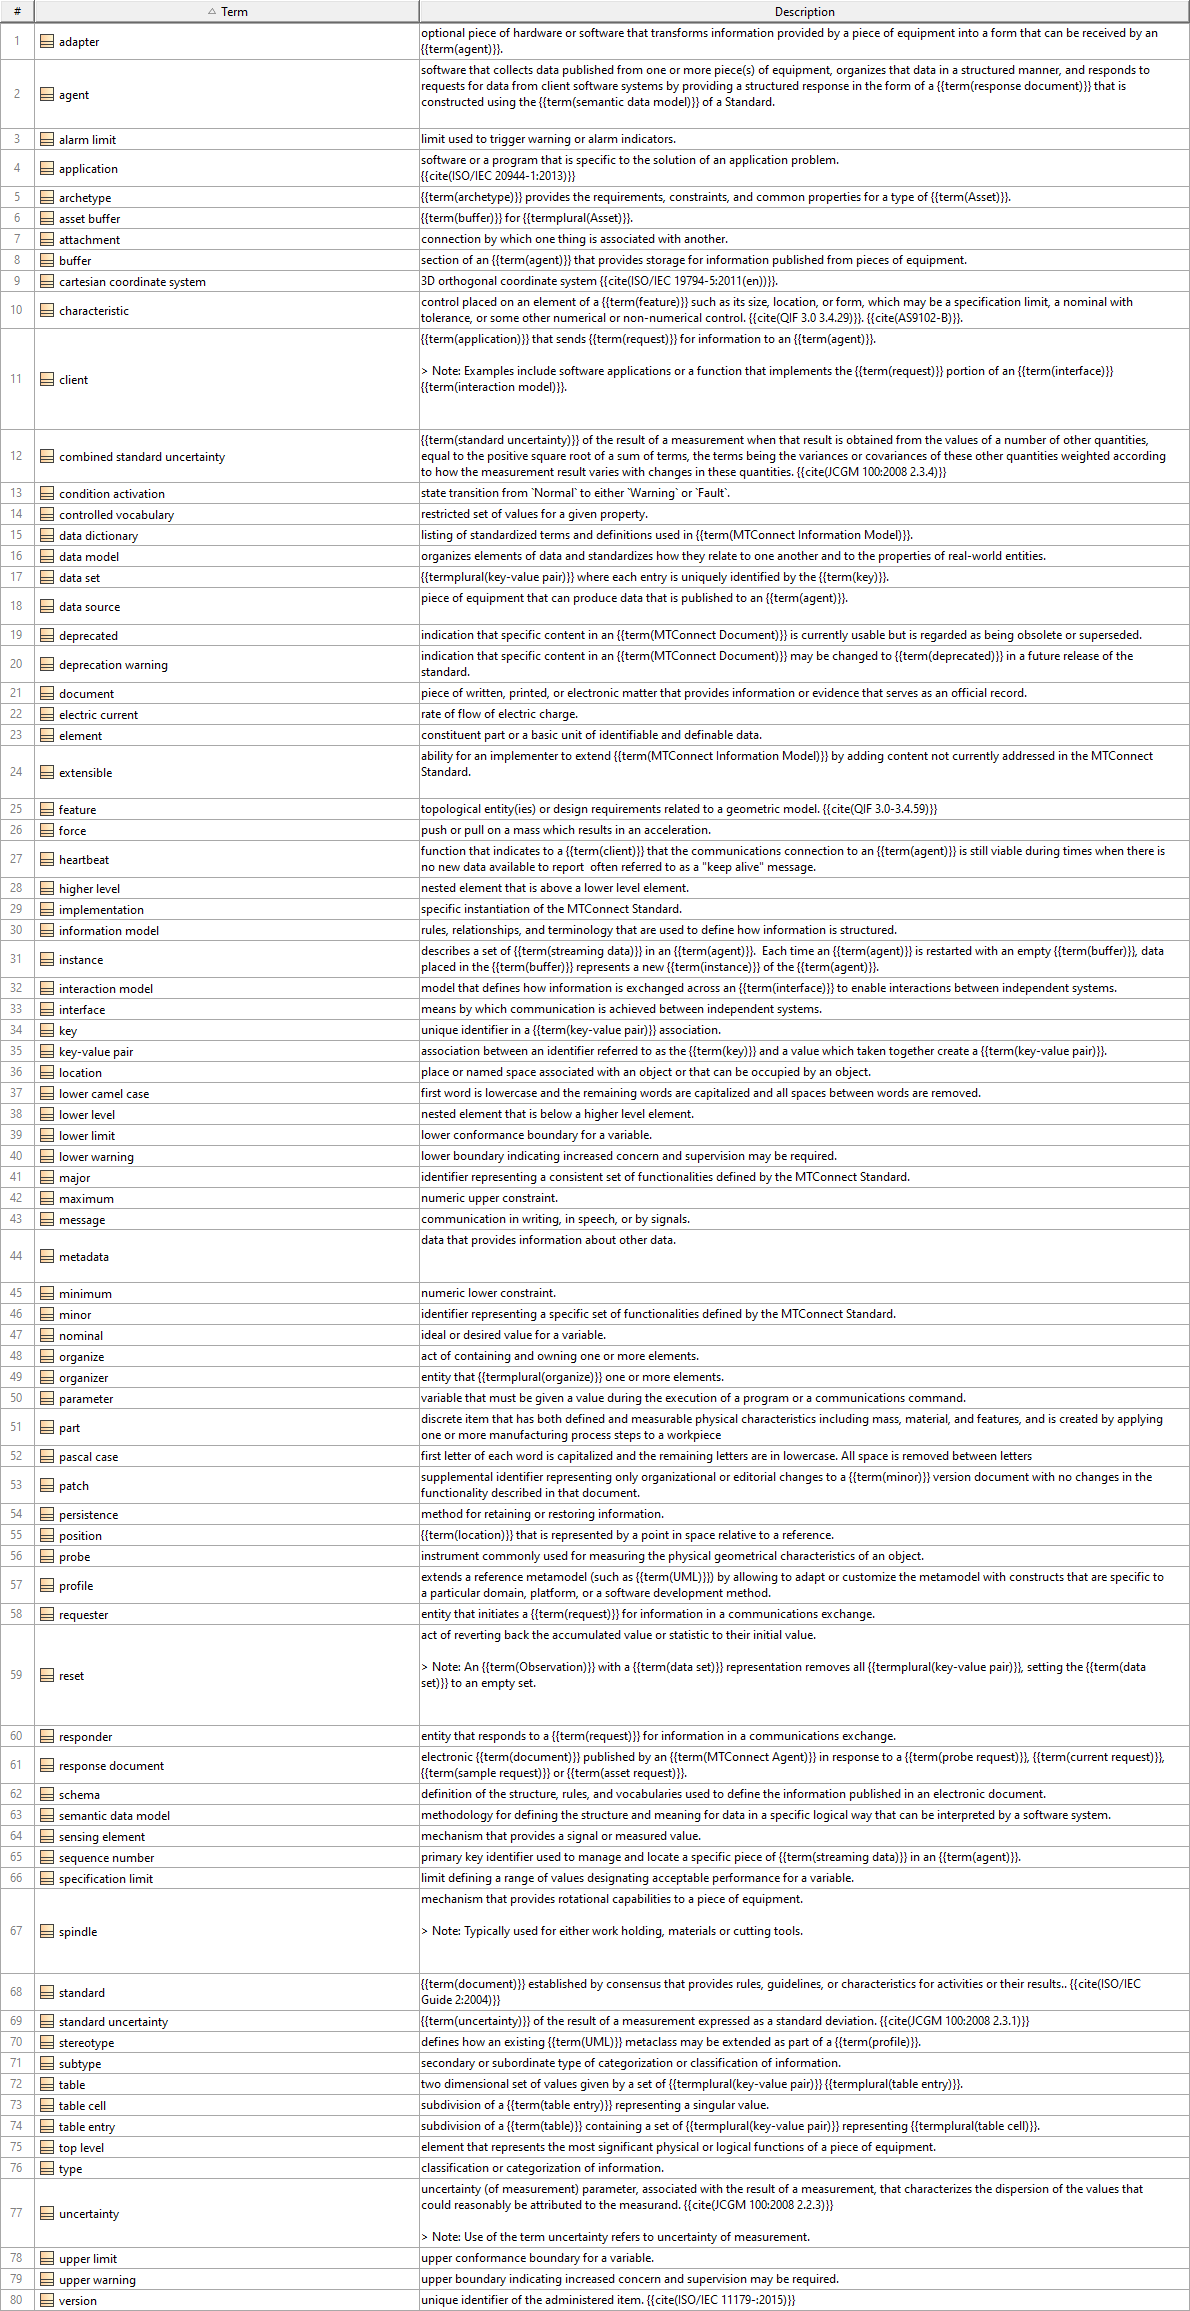 # Term Description
1 adapter optional piece of hardware or software that transforms information provided by a piece of equipment into a form that can be received by an
{{term(agent)}}.
2 agent software that collects data published from one or more piece(s) of equipment, organizes that data in a structured manner, and responds to
requests for data from client software systems by providing a structured response in the form of a {{term(response document)}} that is
constructed using the {{term(semantic data model)}} of a Standard.
3 alarm limit limit used to trigger warning or alarm indicators.
4 application software or a program that is specific to the solution of an application problem.
{{cite(ISO/IEC 20944-1:2013)}}
5 archetype {{term(archetype)}} provides the requirements, constraints, and common properties for a type of {{term(Asset)}}.
6 asset buffer {{term(buffer)}} for {{termplural(Asset)}}.
7 attachment connection by which one thing is associated with another.
8 buffer section of an {{term(agent)}} that provides storage for information published from pieces of equipment.
9 cartesian coordinate system 3D orthogonal coordinate system {{cite(ISO/IEC 19794-5:2011(en))}}.
10 characteristic control placed on an element of a {{term(feature)}} such as its size, location, or form, which may be a specification limit, a nominal with
tolerance, or some other numerical or non-numerical control. {{cite(QIF 3.0 3.4.29)}}. {{cite(AS9102-B)}}.
11 client {{term(application)}} that sends {{term(request)}} for information to an {{term(agent)}}.
> Note: Examples include software applications or a function that implements the {{term(request)}} portion of an {{term(interface)}}
{{term(interaction model)}}.
12 combined standard uncertainty {{term(standard uncertainty)}} of the result of a measurement when that result is obtained from the values of a number of other quantities,
equal to the positive square root of a sum of terms, the terms being the variances or covariances of these other quantities weighted according
to how the measurement result varies with changes in these quantities. {{cite(JCGM 100:2008 2.3.4)}}
13 condition activation state transition from `Normal` to either `Warning` or `Fault`.
14 controlled vocabulary restricted set of values for a given property.
15 data dictionary listing of standardized terms and definitions used in {{term(MTConnect Information Model)}}.
16 data model organizes elements of data and standardizes how they relate to one another and to the properties of real-world entities.
17 data set {{termplural(key-value pair)}} where each entry is uniquely identified by the {{term(key)}}.
18 data source piece of equipment that can produce data that is published to an {{term(agent)}}.
19 deprecated indication that specific content in an {{term(MTConnect Document)}} is currently usable but is regarded as being obsolete or superseded.
20 deprecation warning indication that specific content in an {{term(MTConnect Document)}} may be changed to {{term(deprecated)}} in a future release of the
standard.
21 document piece of written, printed, or electronic matter that provides information or evidence that serves as an official record.
22 electric current rate of flow of electric charge.
23 element constituent part or a basic unit of identifiable and definable data.
24 extensible ability for an implementer to extend {{term(MTConnect Information Model)}} by adding content not currently addressed in the MTConnect
Standard.
25 feature topological entity(ies) or design requirements related to a geometric model. {{cite(QIF 3.0-3.4.59)}}
26 force push or pull on a mass which results in an acceleration.
27 heartbeat function that indicates to a {{term(client)}} that the communications connection to an {{term(agent)}} is still viable during times when there is
no new data available to report  often referred to as a "keep alive" message.
28 higher level nested element that is above a lower level element.
29 implementation specific instantiation of the MTConnect Standard.
30 information model rules, relationships, and terminology that are used to define how information is structured.
31 instance describes a set of {{term(streaming data)}} in an {{term(agent)}}.  Each time an {{term(agent)}} is restarted with an empty {{term(buffer)}}, data
placed in the {{term(buffer)}} represents a new {{term(instance)}} of the {{term(agent)}}.
32 interaction model model that defines how information is exchanged across an {{term(interface)}} to enable interactions between independent systems.
33 interface means by which communication is achieved between independent systems.
34 key unique identifier in a {{term(key-value pair)}} association.
35 key-value pair association between an identifier referred to as the {{term(key)}} and a value which taken together create a {{term(key-value pair)}}.
36 location place or named space associated with an object or that can be occupied by an object.
37 lower camel case first word is lowercase and the remaining words are capitalized and all spaces between words are removed.
38 lower level nested element that is below a higher level element.
39 lower limit lower conformance boundary for a variable.
40 lower warning lower boundary indicating increased concern and supervision may be required.
41 major identifier representing a consistent set of functionalities defined by the MTConnect Standard.
42 maximum numeric upper constraint.
43 message communication in writing, in speech, or by signals.
44 metadata data that provides information about other data.
45 minimum numeric lower constraint.
46 minor identifier representing a specific set of functionalities defined by the MTConnect Standard.
47 nominal ideal or desired value for a variable.
48 organize act of containing and owning one or more elements.
49 organizer entity that {{termplural(organize)}} one or more elements.
50 parameter variable that must be given a value during the execution of a program or a communications command.
51 part discrete item that has both defined and measurable physical characteristics including mass, material, and features, and is created by applying
one or more manufacturing process steps to a workpiece
52 pascal case first letter of each word is capitalized and the remaining letters are in lowercase. All space is removed between letters
53 patch supplemental identifier representing only organizational or editorial changes to a {{term(minor)}} version document with no changes in the
functionality described in that document.
54 persistence method for retaining or restoring information.
55 position {{term(location)}} that is represented by a point in space relative to a reference.
56 probe instrument commonly used for measuring the physical geometrical characteristics of an object.
57 profile extends a reference metamodel (such as {{term(UML)}}) by allowing to adapt or customize the metamodel with constructs that are specific to
a particular domain, platform, or a software development method.
58 requester entity that initiates a {{term(request)}} for information in a communications exchange.
59 reset act of reverting back the accumulated value or statistic to their initial value.
> Note: An {{term(Observation)}} with a {{term(data set)}} representation removes all {{termplural(key-value pair)}}, setting the {{term(data
set)}} to an empty set.
60 responder entity that responds to a {{term(request)}} for information in a communications exchange.
61 response document electronic {{term(document)}} published by an {{term(MTConnect Agent)}} in response to a {{term(probe request)}}, {{term(current request)}},
{{term(sample request)}} or {{term(asset request)}}.
62 schema definition of the structure, rules, and vocabularies used to define the information published in an electronic document.
63 semantic data model methodology for defining the structure and meaning for data in a specific logical way that can be interpreted by a software system.
64 sensing element mechanism that provides a signal or measured value.
65 sequence number primary key identifier used to manage and locate a specific piece of {{term(streaming data)}} in an {{term(agent)}}.
66 specification limit limit defining a range of values designating acceptable performance for a variable.
67 spindle mechanism that provides rotational capabilities to a piece of equipment.
> Note: Typically used for either work holding, materials or cutting tools.
68 standard {{term(document)}} established by consensus that provides rules, guidelines, or characteristics for activities or their results.. {{cite(ISO/IEC
Guide 2:2004)}}
69 standard uncertainty {{term(uncertainty)}} of the result of a measurement expressed as a standard deviation. {{cite(JCGM 100:2008 2.3.1)}}
70 stereotype defines how an existing {{term(UML)}} metaclass may be extended as part of a {{term(profile)}}.
71 subtype secondary or subordinate type of categorization or classification of information.
72 table two dimensional set of values given by a set of {{termplural(key-value pair)}} {{termplural(table entry)}}.
73 table cell subdivision of a {{term(table entry)}} representing a singular value.
74 table entry subdivision of a {{term(table)}} containing a set of {{termplural(key-value pair)}} representing {{termplural(table cell)}}.
75 top level element that represents the most significant physical or logical functions of a piece of equipment.
76 type classification or categorization of information.
77 uncertainty uncertainty (of measurement) parameter, associated with the result of a measurement, that characterizes the dispersion of the values that
could reasonably be attributed to the measurand. {{cite(JCGM 100:2008 2.2.3)}}
> Note: Use of the term uncertainty refers to uncertainty of measurement.
78 upper limit upper conformance boundary for a variable.
79 upper warning upper boundary indicating increased concern and supervision may be required.
80 version unique identifier of the administered item. {{cite(ISO/IEC 11179-:2015)}}